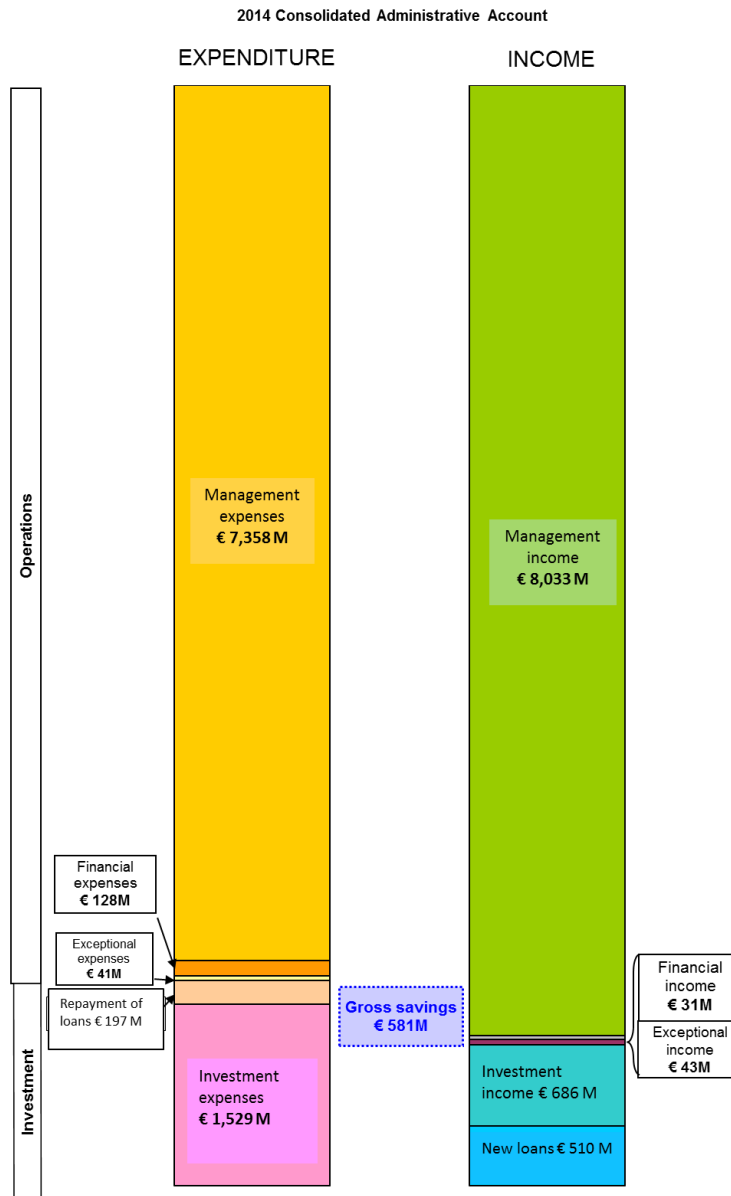 2014 Consolidated Administrative Account
EXPENDITURE
INCOME
Operations
Management
expenses
€ 7,358 M
Management
income
€ 8,033 M
Financial
expenses
€ 128M
Exceptional
expenses
€ 41M
Repayment of
loans € 197 M
Gross savings
€ 581M
Financial
income
€ 31M
Exceptional
income
€ 43M
Investment
Investment
expenses
€ 1,529 M
Investment
income € 686 M
New loans € 510 M